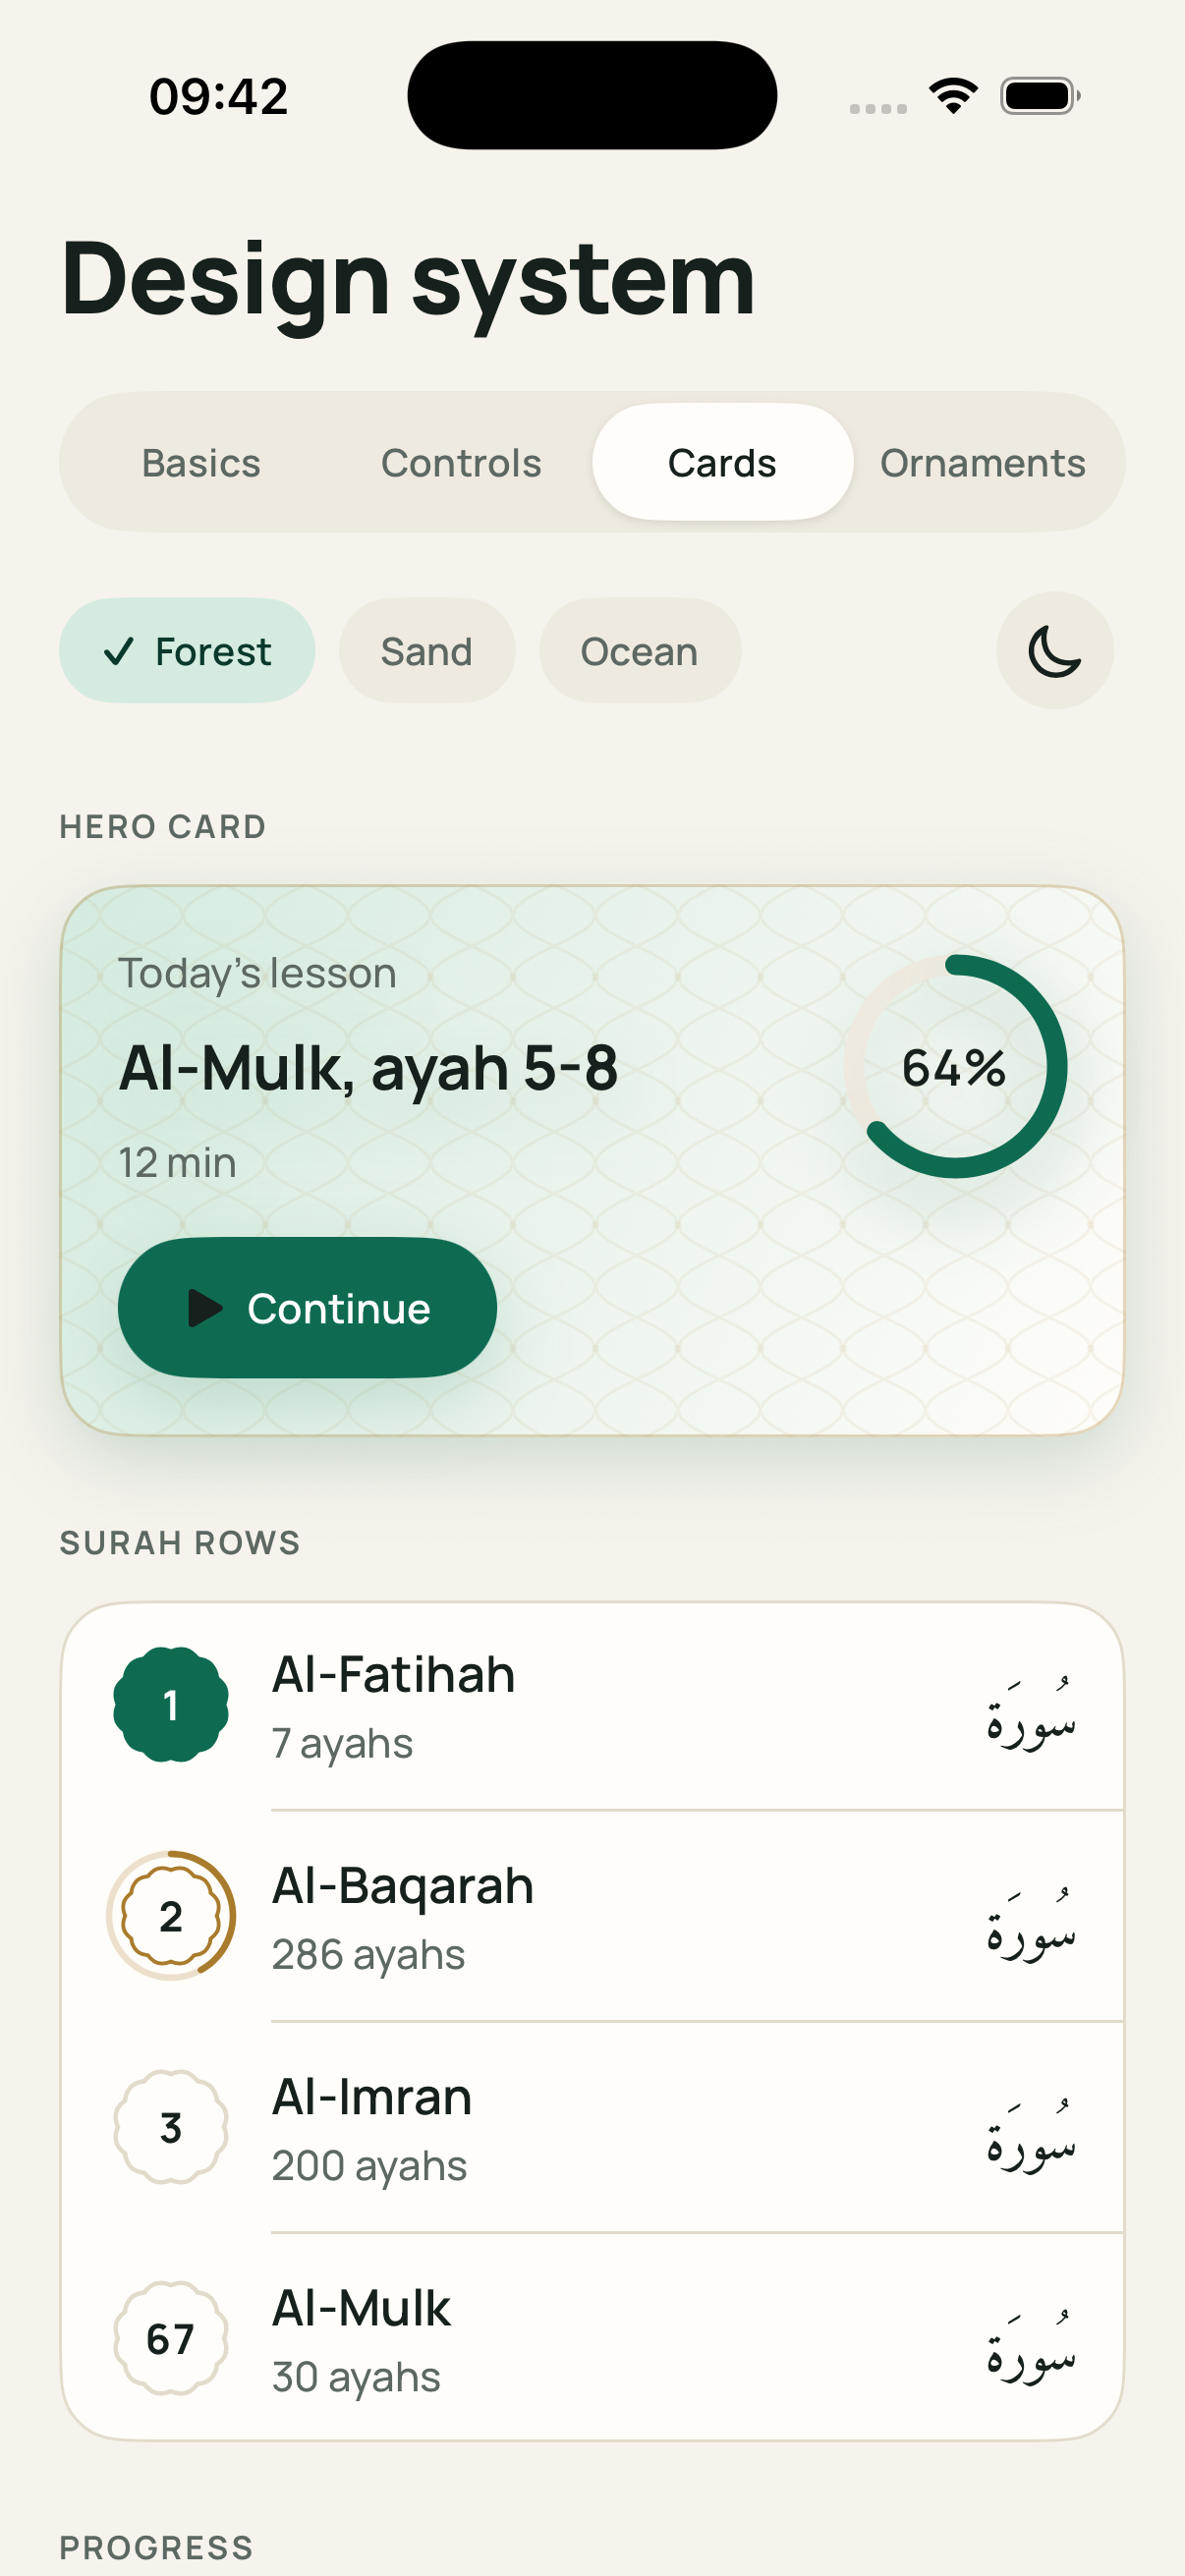 09:42
Design system
Basics Controls Cards Ornaments
Forest Sand Ocean
HERO CARD
Today's lesson
Al-Mulk, ayah 5-8
64%
12 min
Continue
SURAH ROWS
1 Al-Fatihah سُورَة
7 ayahs
2 Al-Baqarah سُورَة
286 ayahs
3 Al-Imran سُورَة
200 ayahs
67 Al-Mulk سُورَة
30 ayahs
PROGRESS